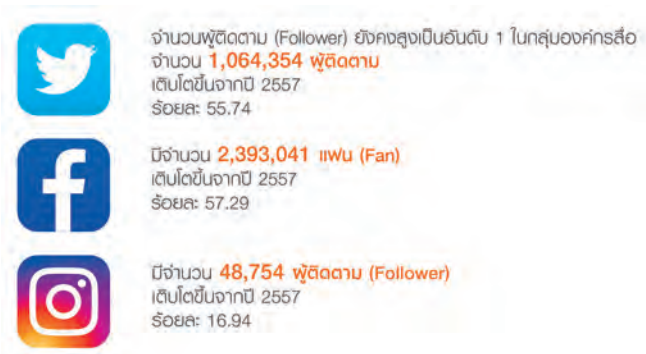 จำนวนผู้ติดตาม (Follower) ยังคงสูงเป็นอันดับ 1 ในกลุ่มองค์กรสื่อ
จำนวน 1,064,354 ผู้ติดตาม
เติบโตขึ้นจากปี 2557
ร้อยละ 55.74
มีจำนวน 2,393,041 แฟน (Fan)
เติบโตขึ้นจากปี 2557
ร้อยละ 57.29
มีจำนวน 48,754 ผู้ติดตาม (Follower)
เติบโตขึ้นจากปี 2557
ร้อยละ 16.94